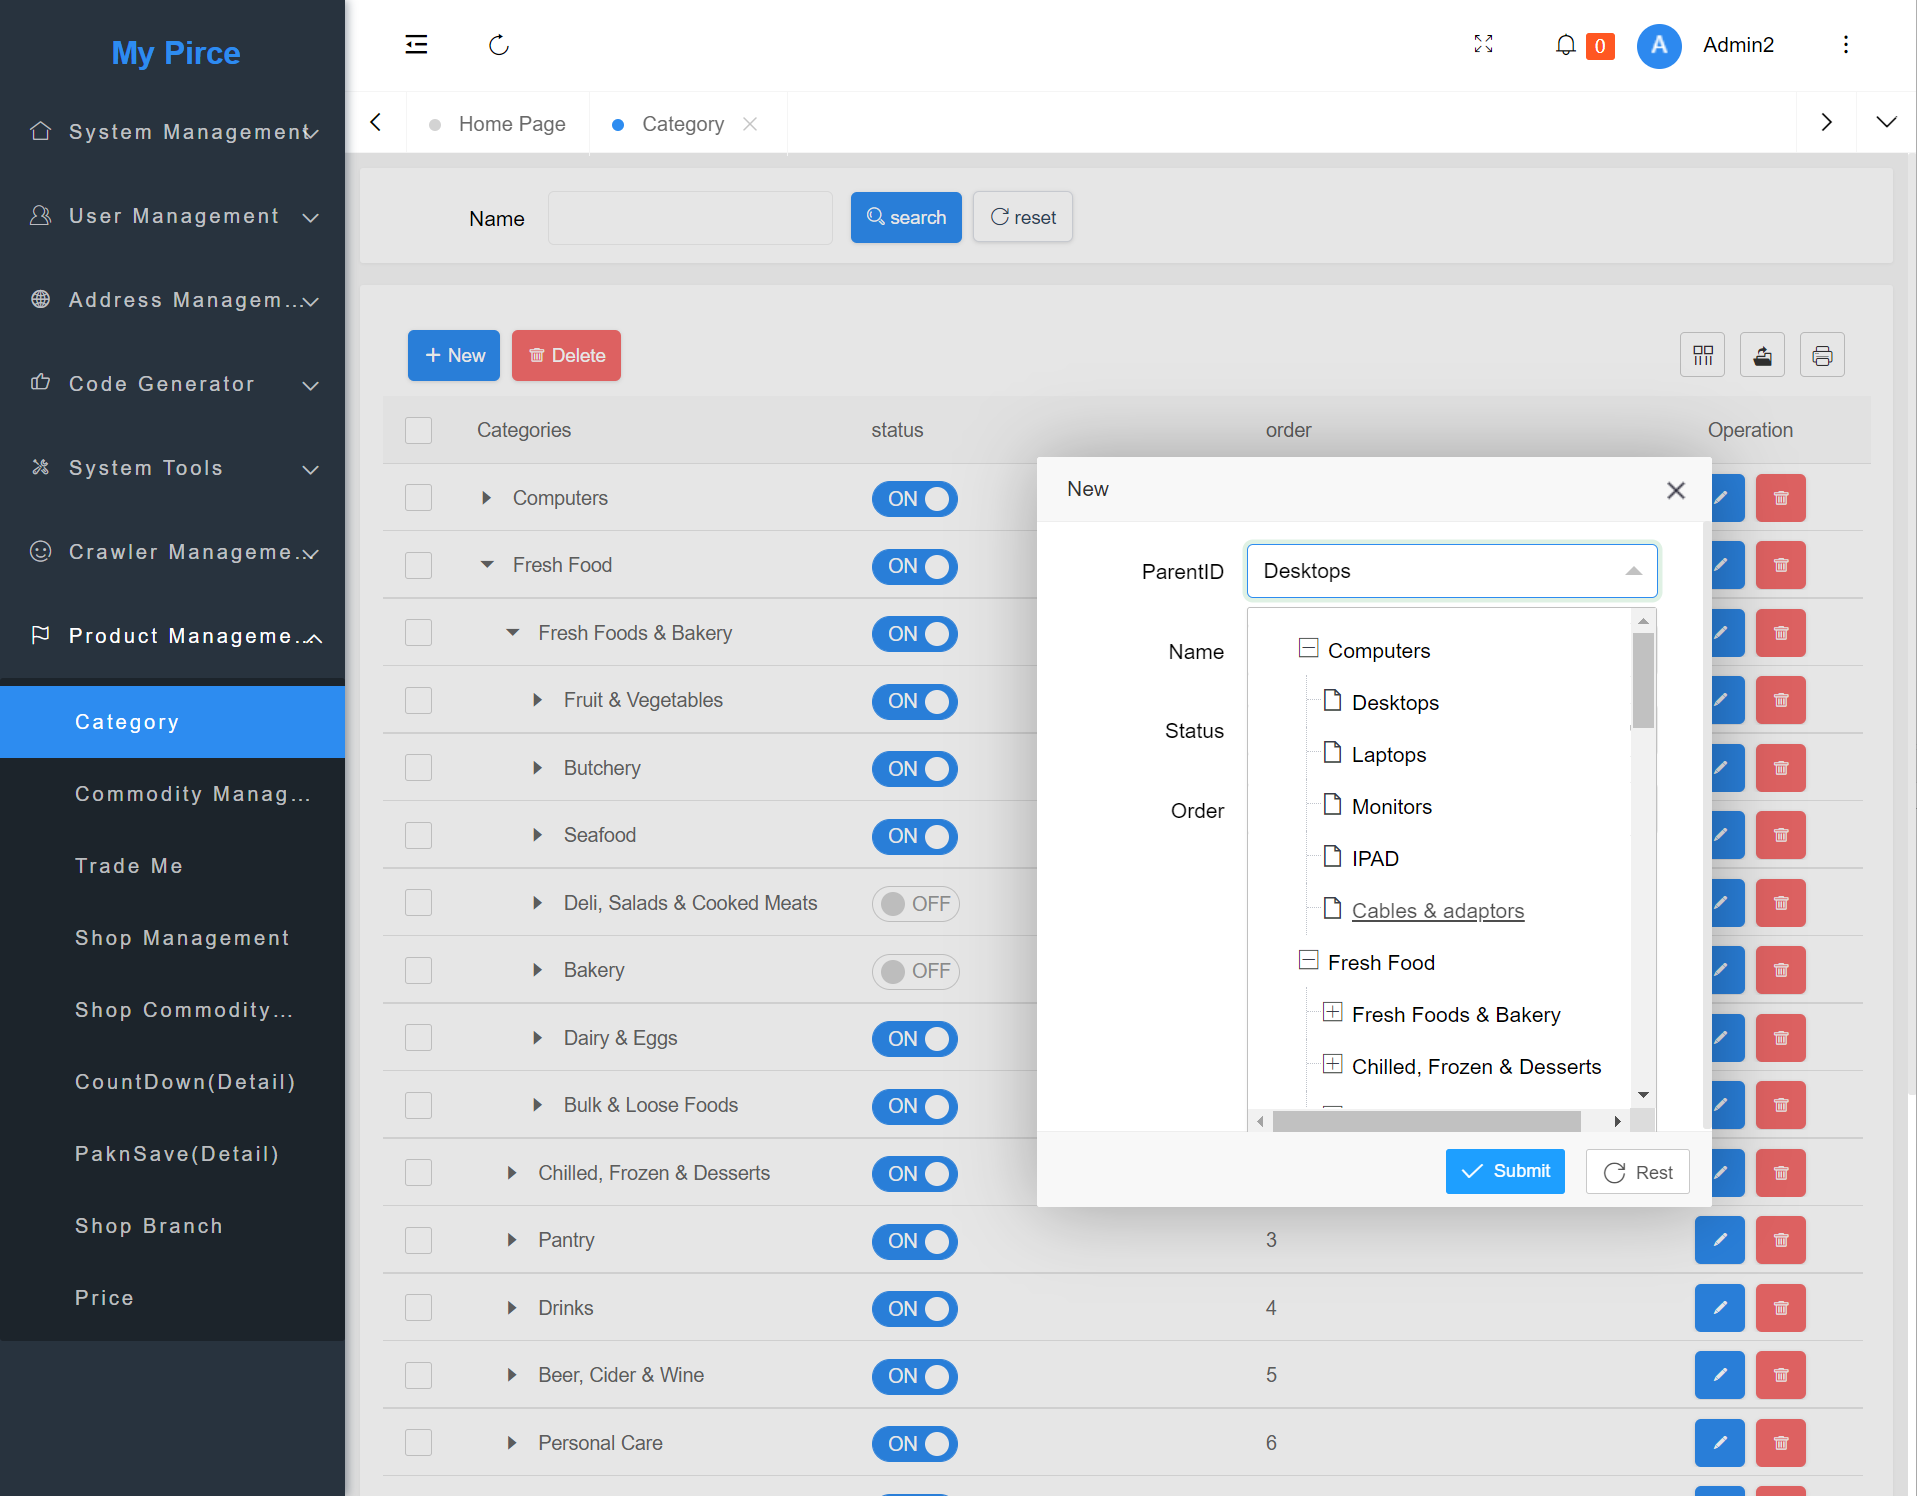 My Pirce
System Management
User Management
Address Managem...
Code Generator
System Tools
Crawler Manageme...
Product Manageme...
Category
Commodity Manag...
Trade Me
Shop Management
Shop Commodity...
CountDown(Detail)
PaknSave(Detail)
Shop Branch
Price
0
A
Admin2
Home Page
Category
Name
search
reset
New
Delete
Categories status order Operation
Computers ON
Fresh Food ON
Fresh Foods & Bakery ON
Fruit & Vegetables ON
Butchery ON
Seafood ON
Deli, Salads & Cooked Meats OFF
Bakery OFF
Dairy & Eggs ON
Bulk & Loose Foods ON
Chilled, Frozen & Desserts ON
Pantry ON 3
Drinks ON 4
Beer, Cider & Wine ON 5
Personal Care ON 6
New
ParentID Desktops
Name
Status
Order
Computers
Desktops
Laptops
Monitors
IPAD
Cables & adaptors
Fresh Food
Fresh Foods & Bakery
Chilled, Frozen & Desserts
Submit
Rest